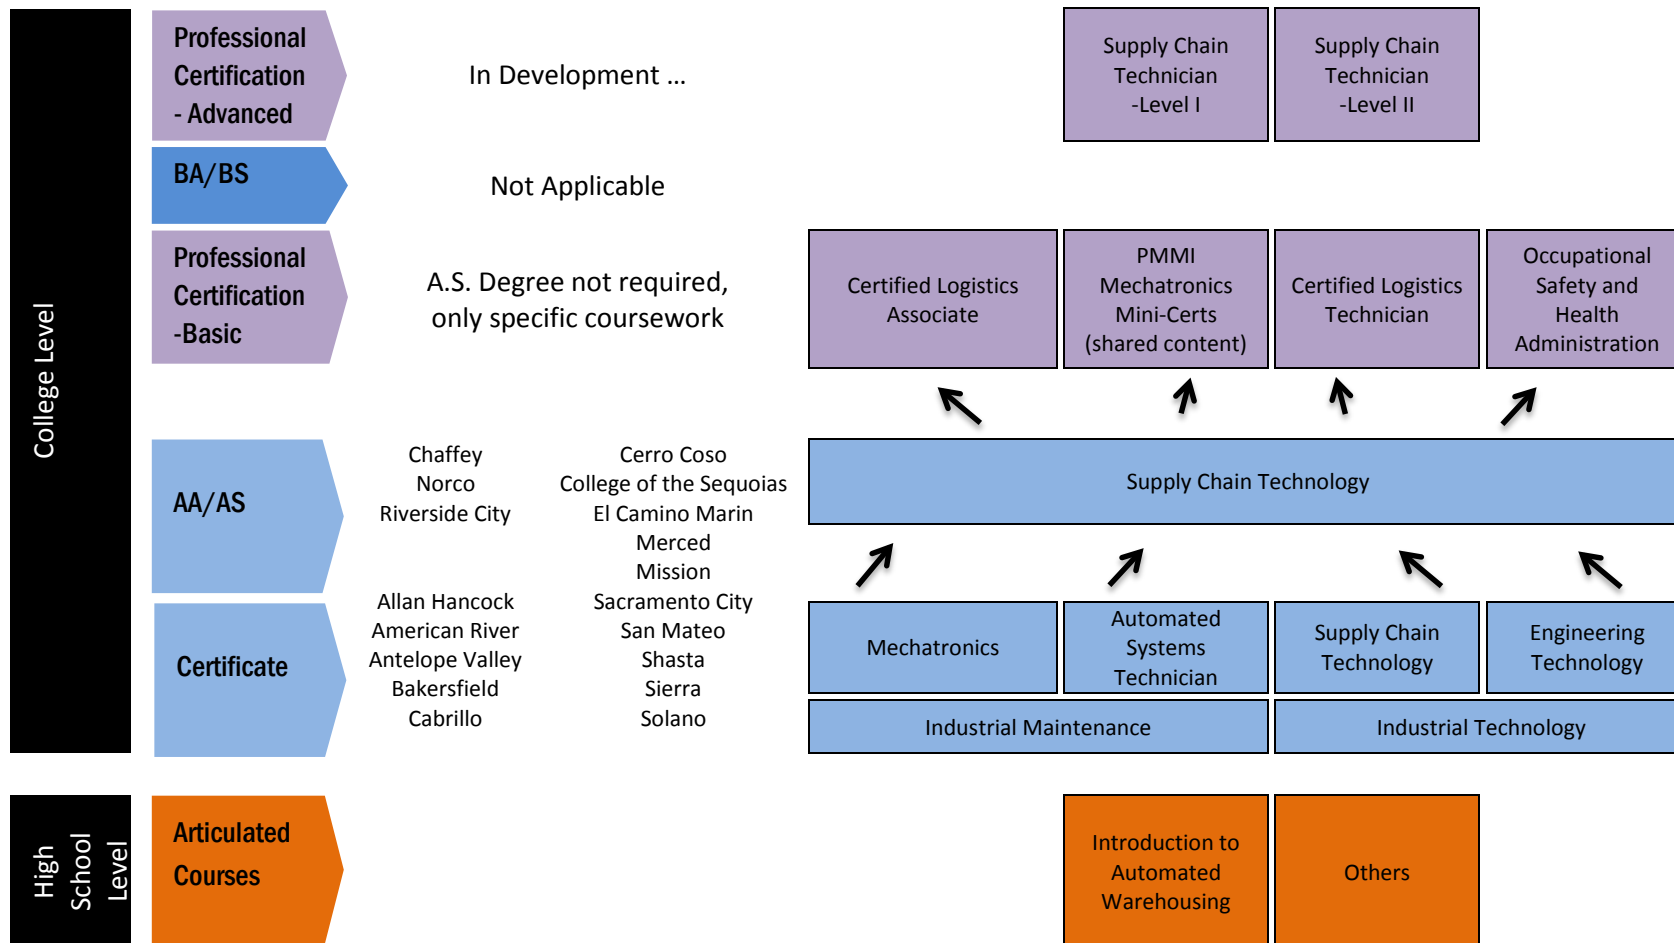 College Level
Professional
Certification
- Advanced
In Development ...
Supply Chain
Technician
-Level I
Supply Chain
Technician
-Level II
BA/BS
Not Applicable
Professional
Certification
-Basic
A.S. Degree not required,
only specific coursework
Certified Logistics
Associate
PMMI
Mechatronics
Mini-Certs
(shared content)
Certified Logistics
Technician
Occupational
Safety and
Health
Administration
AA/AS
Chaffey
Norco
Riverside City
Cerro Coso
College of the Sequoias
El Camino Marin
Merced
Mission
Supply Chain Technology
Certificate
Allan Hancock
American River
Antelope Valley
Bakersfield
Cabrillo
Sacramento City
San Mateo
Shasta
Sierra
Solano
Mechatronics
Automated
Systems
Technician
Supply Chain
Technology
Engineering
Technology
Industrial Maintenance
Industrial Technology
High
School
Level
Articulated
Courses
Introduction to
Automated
Warehousing
Others